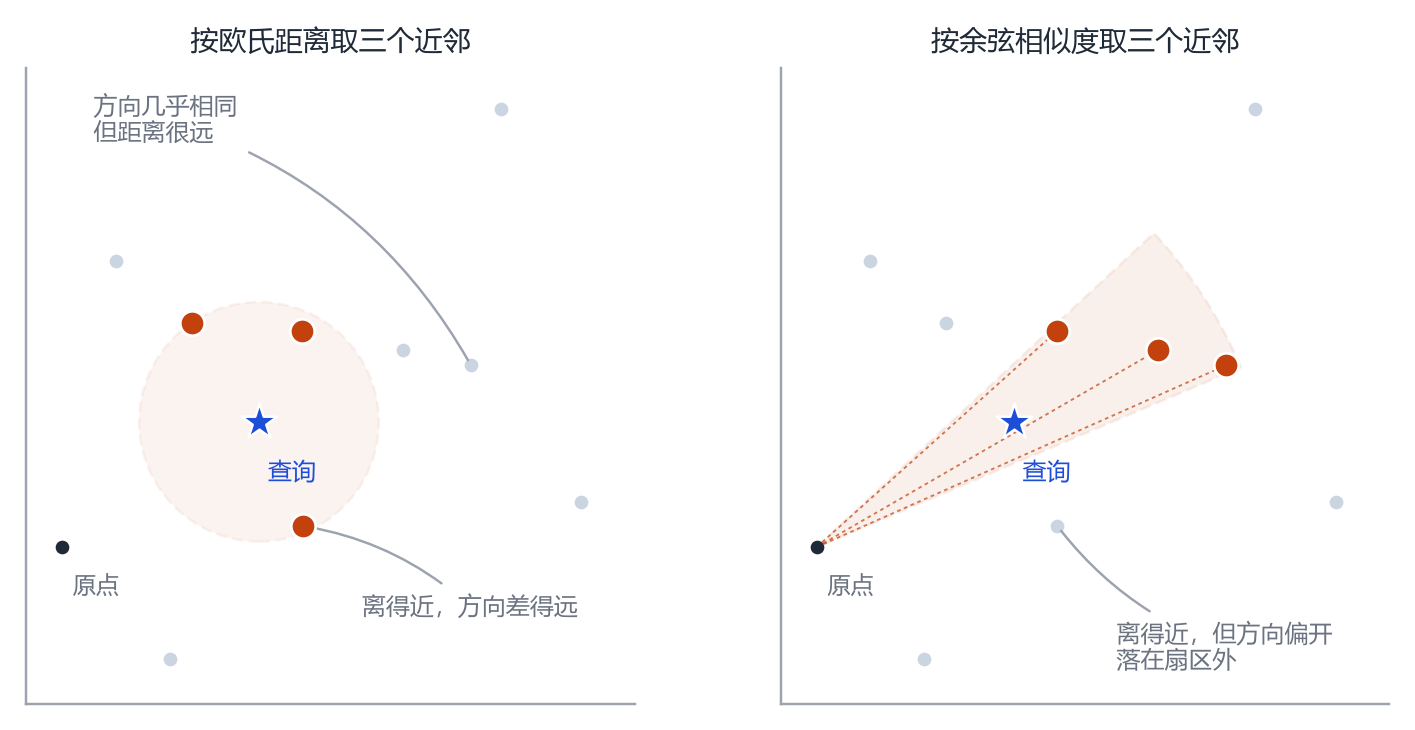 按欧氏距离取三个近邻
方向几乎相同
但距离很远
查询
原点
离得近，方向差得远
按余弦相似度取三个近邻
查询
原点
离得近，但方向偏开
落在扇区外